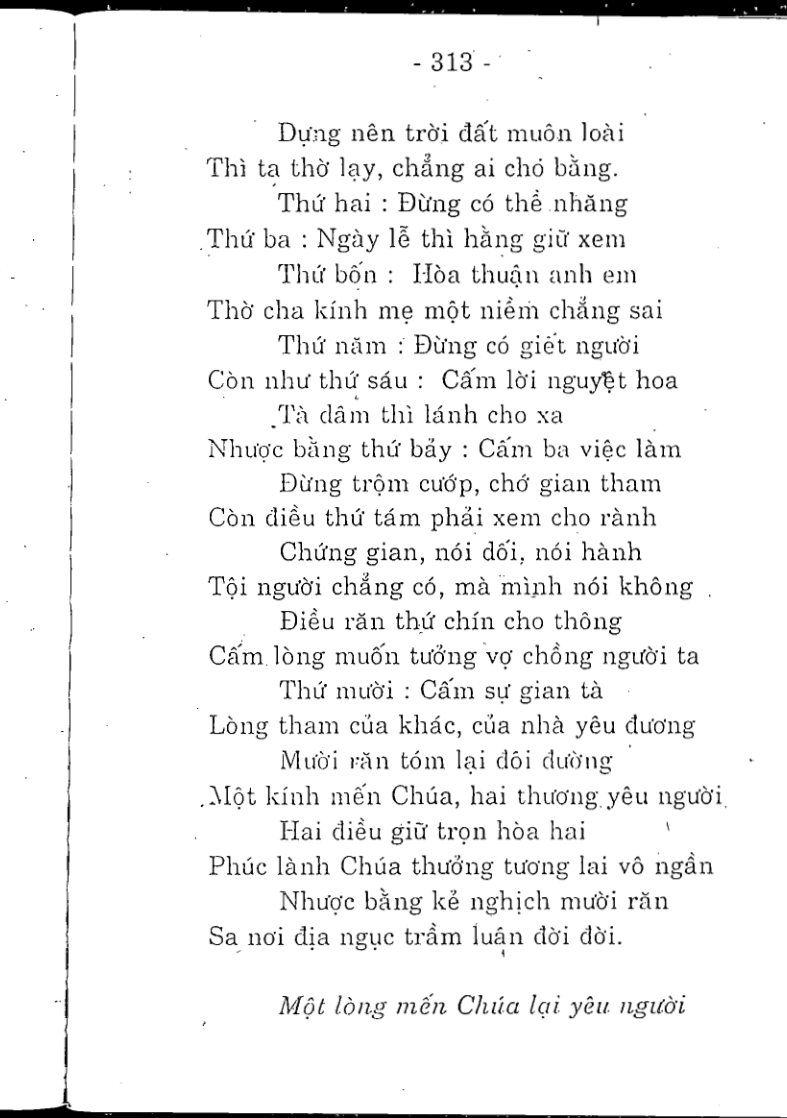 - 313 -
Dựng nên trời đất muôn loài
Thì ta thờ lạy, chẳng ai chó bằng.
Thứ hai : Đừng có thề nhăng
Thứ ba : Ngày lễ thì hằng giữ xem
Thứ bốn : Hòa thuận anh em
Thờ cha kính mẹ một niềm chẳng sai
Thứ năm : Đừng có giết người
Còn như thứ sáu : Cấm lời nguyệt hoa
Tà dâm thì lánh cho xa
Nhược bằng thứ bảy : Cấm ba việc làm
Đừng trộm cướp, chớ gian tham
Còn điều thứ tám phải xem cho rành
Chứng gian, nói dối, nói hành
Tội người chẳng có, mà mình nói không
Điều răn thứ chín cho thông
Cấm lòng muốn tưởng vợ chồng người ta
Thứ mười : Cấm sự gian tà
Lòng tham của khác, của nhà yêu đương
Mười răn tóm lại đôi đường
Một kính mến Chúa, hai thương yêu người
Hai điều giữ trọn hòa hai
Phúc lành Chúa thưởng tương lai vô ngần
Nhược bằng kẻ nghịch mười răn
Sa nơi địa ngục trầm luân đời đời.
Một lòng mến Chúa lại yêu người